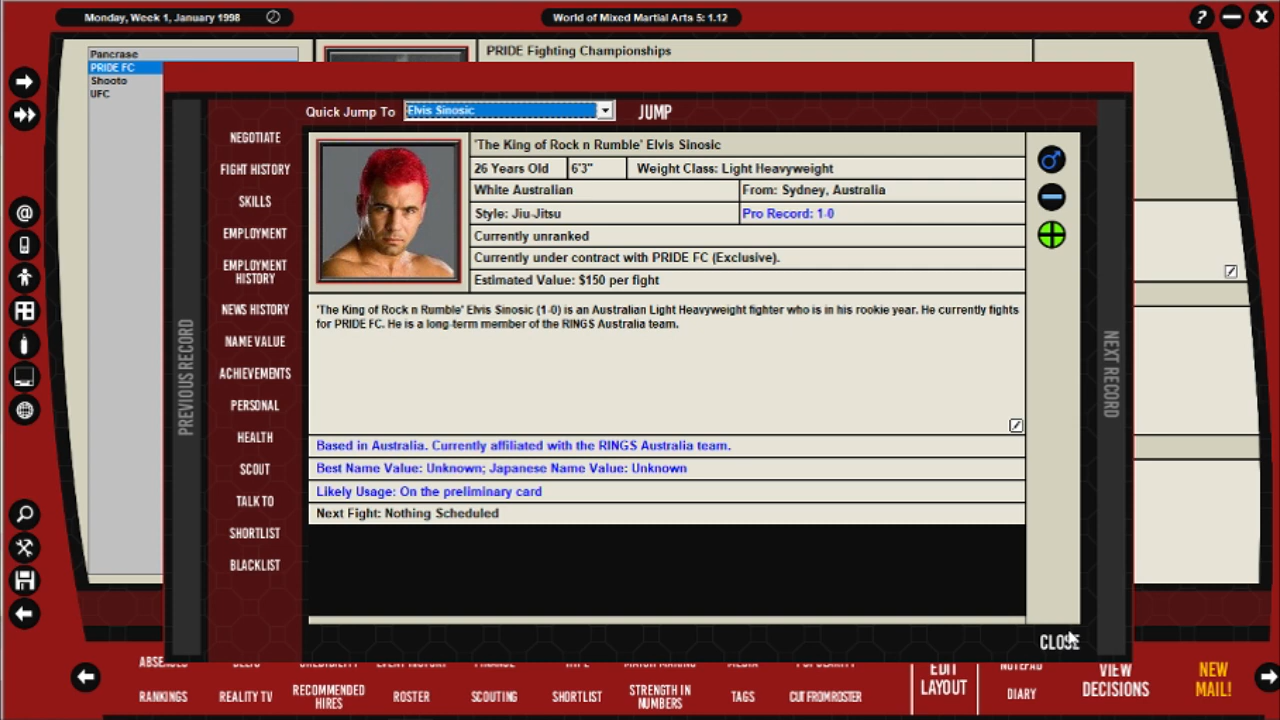 Monday, Week 1, January 1998
World of Mixed Martial Arts 5: 1.12
?
X
Pancrase
PRIDE FC
Shooto
UFC
PRIDE Fighting Championships
Quick Jump To
Elvis Sinosic
JUMP
PREVIOUS RECORD
NEGOTIATE
FIGHT HISTORY
SKILLS
EMPLOYMENT
EMPLOYMENT
HISTORY
NEWS HISTORY
NAME VALUE
ACHIEVEMENTS
PERSONAL
HEALTH
SCOUT
TALK TO
SHORTLIST
BLACKLIST
'The King of Rock n Rumble' Elvis Sinosic
26 Years Old
6'3"
Weight Class: Light Heavyweight
White Australian
From: Sydney, Australia
Style: Jiu-Jitsu
Pro Record: 1-0
Currently unranked
Currently under contract with PRIDE FC (Exclusive).
Estimated Value: $150 per fight
'The King of Rock n Rumble' Elvis Sinosic (1-0) is an Australian Light Heavyweight fighter who is in his rookie year. He currently fights
for PRIDE FC. He is a long-term member of the RINGS Australia team.
Based in Australia. Currently affiliated with the RINGS Australia team.
Best Name Value: Unknown; Japanese Name Value: Unknown
Likely Usage: On the preliminary card
Next Fight: Nothing Scheduled
NEXT RECORD
CLOSE
RANKINGS
REALITY TV
RECOMMENDED
HIRES
ROSTER
SCOUTING
SHORTLIST
STRENGTH IN
NUMBERS
TAGS
CUT FROM ROSTER
EDIT
LAYOUT
NOTEPAD
DIARY
VIEW
DECISIONS
NEW
MAIL!